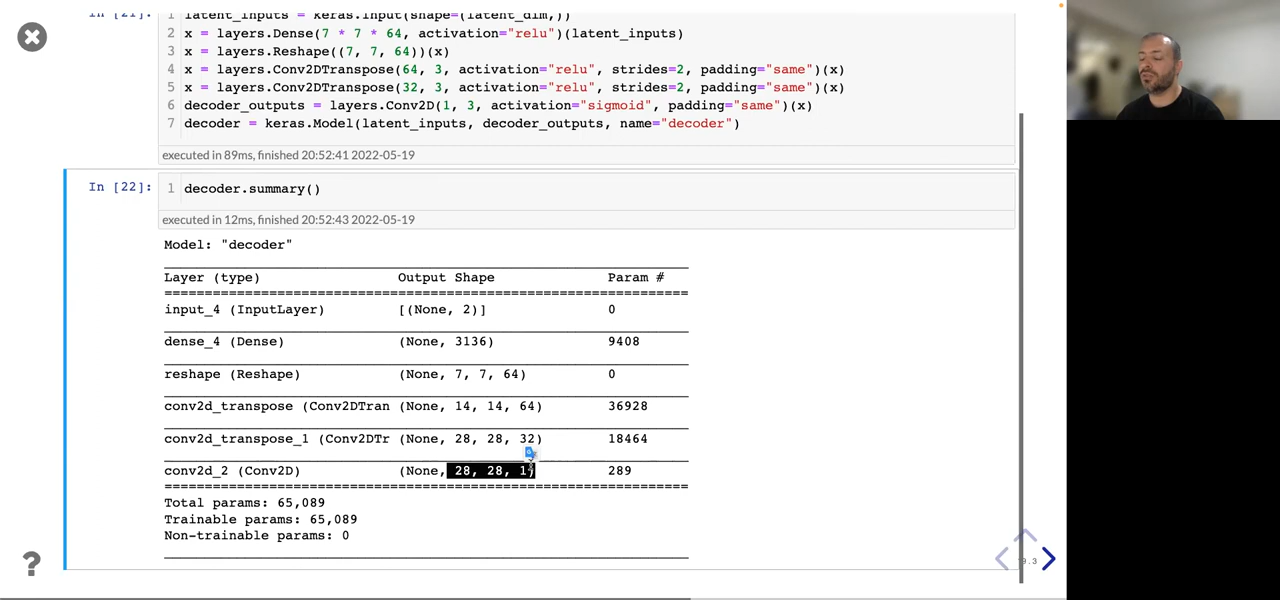 In [21]:
1 latent_inputs = keras.Input(shape=(latent_dim,))
2 x = layers.Dense(7 * 7 * 64, activation="relu")(latent_inputs)
3 x = layers.Reshape((7, 7, 64))(x)
4 x = layers.Conv2DTranspose(64, 3, activation="relu", strides=2, padding="same")(x)
5 x = layers.Conv2DTranspose(32, 3, activation="relu", strides=2, padding="same")(x)
6 decoder_outputs = layers.Conv2D(1, 3, activation="sigmoid", padding="same")(x)
7 decoder = keras.Model(latent_inputs, decoder_outputs, name="decoder")
executed in 89ms, finished 20:52:41 2022-05-19
In [22]:
1 decoder.summary()
executed in 12ms, finished 20:52:43 2022-05-19
Model: "decoder"
Layer (type) Output Shape Param #
input_4 (InputLayer) [(None, 2)] 0
dense_4 (Dense) (None, 3136) 9408
reshape (Reshape) (None, 7, 7, 64) 0
conv2d_transpose (Conv2DTran (None, 14, 14, 64) 36928
conv2d_transpose_1 (Conv2DTr (None, 28, 28, 32) 18464
conv2d_2 (Conv2D) (None, 28, 28, 1) 289
Total params: 65,089
Trainable params: 65,089
Non-trainable params: 0